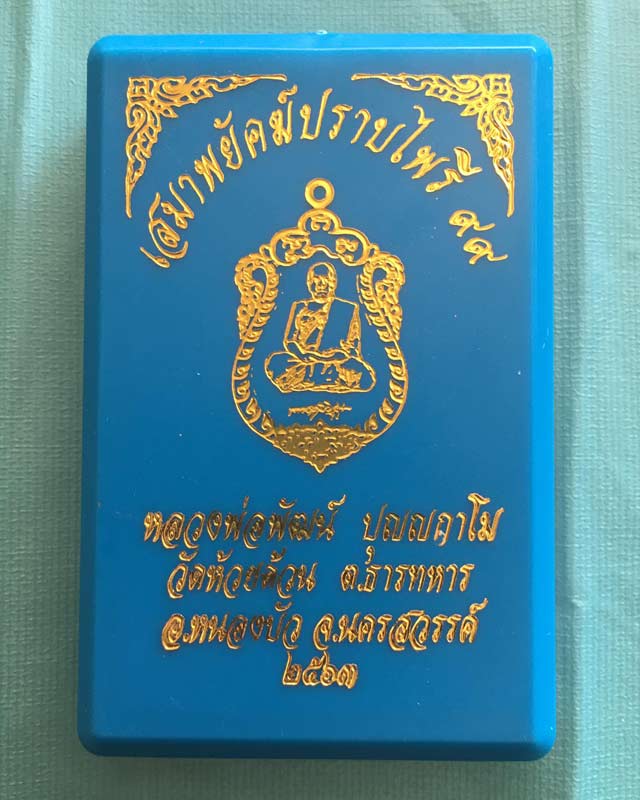 เสมาพยัคฆ์ปราบไพรี ๙๙
หลวงพ่อพัฒน์ ปุญญกาโม
วัดห้วยด้วน ต.ธารทหาร
อ.หนองบัว จ.นครสวรรค์
๒๕๖๓